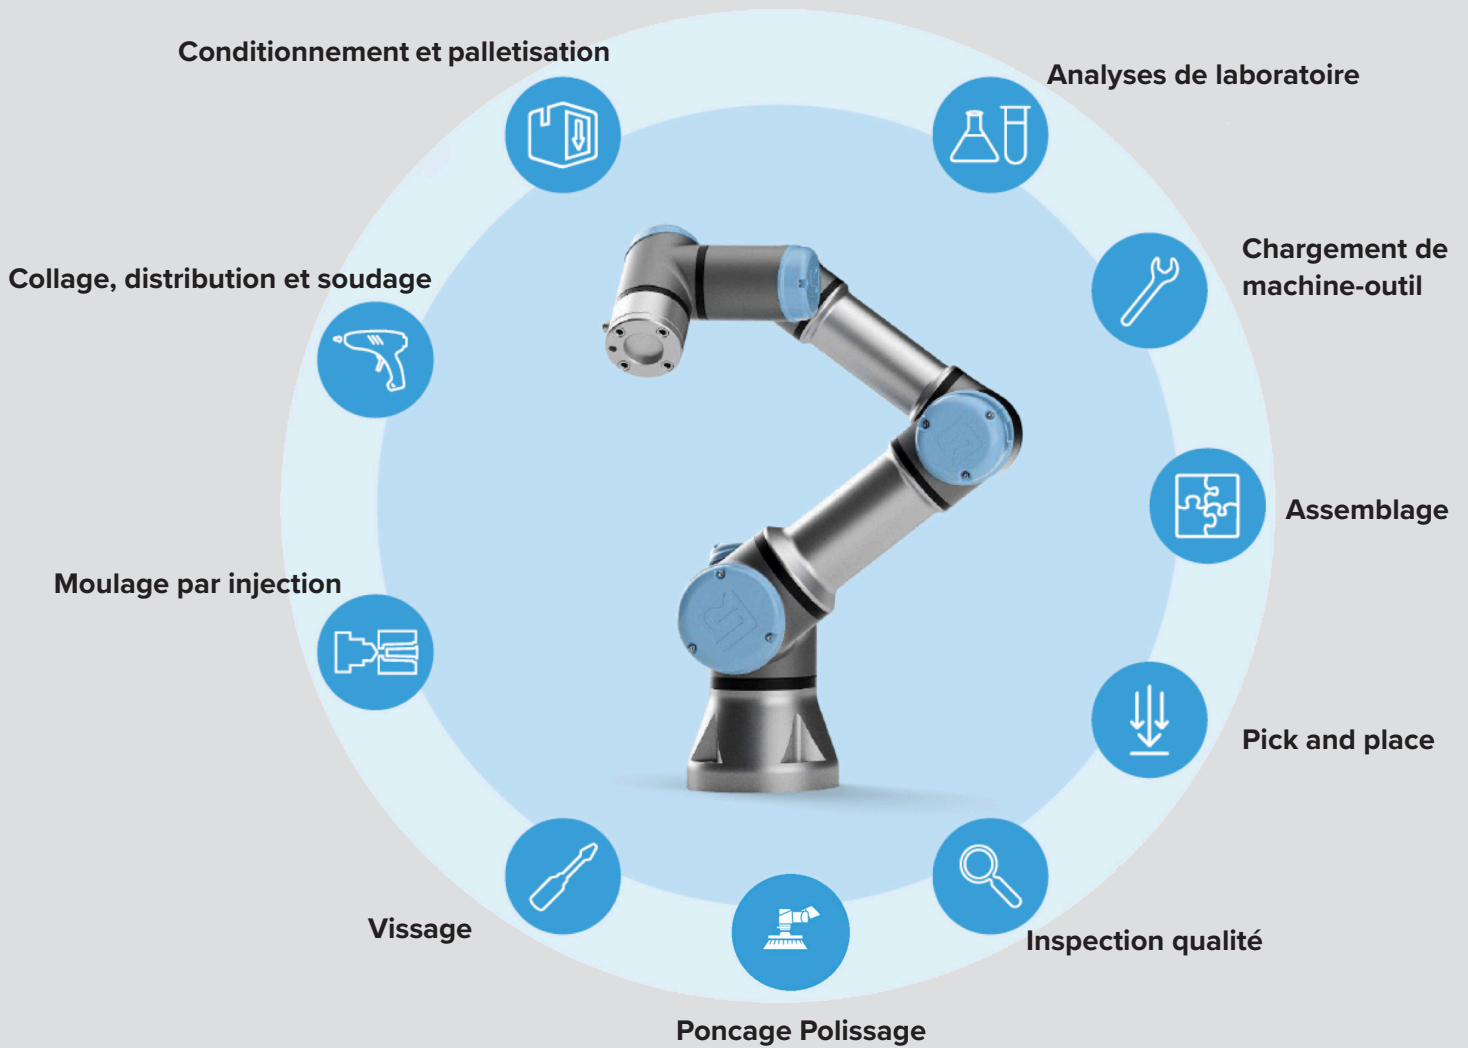 Conditionnement et palletisation
Analyses de laboratoire
Chargement de
machine-outil
Collage, distribution et soudage
Assemblage
Moulage par injection
Pick and place
Vissage
Inspection qualité
Poncage Polissage